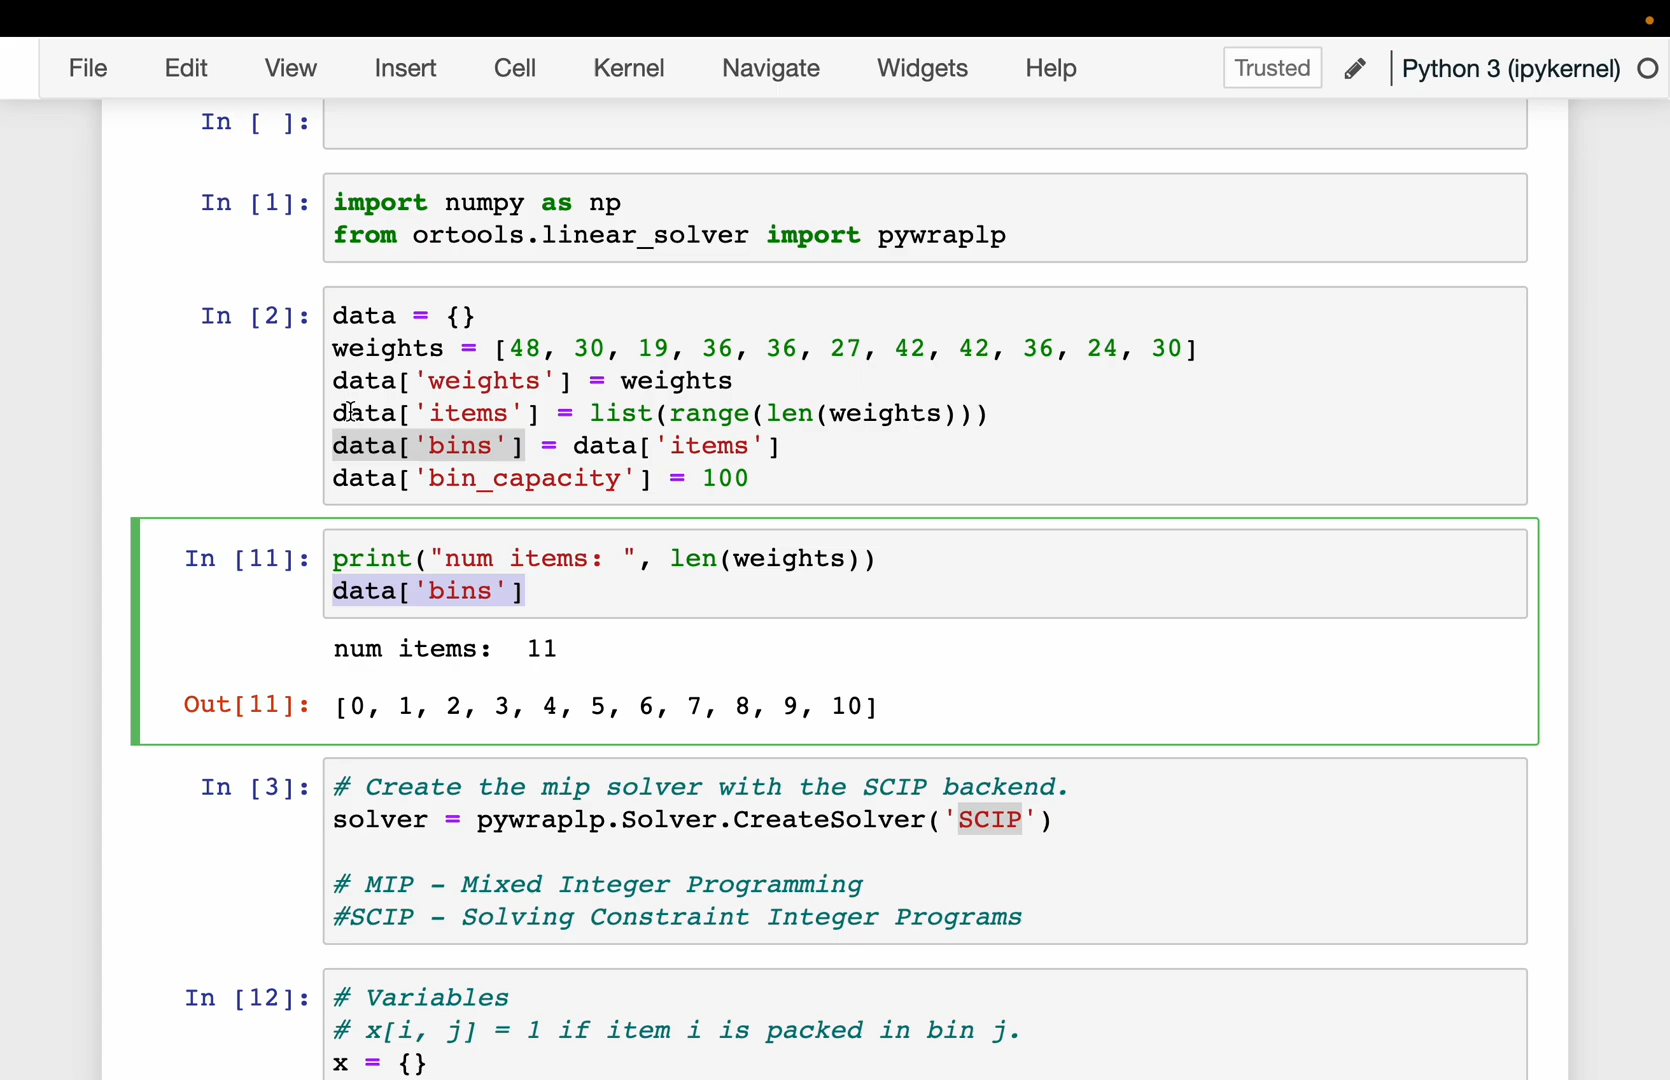 File Edit View Insert Cell Kernel Navigate Widgets Help Trusted Python 3 (ipykernel)
In [ ]:
In [1]: import numpy as np
from ortools.linear_solver import pywraplp
In [2]: data = {}
weights = [48, 30, 19, 36, 36, 27, 42, 42, 36, 24, 30]
data['weights'] = weights
data['items'] = list(range(len(weights)))
data['bins'] = data['items']
data['bin_capacity'] = 100
In [11]: print("num items: ", len(weights))
data['bins']
num items:  11
Out[11]: [0, 1, 2, 3, 4, 5, 6, 7, 8, 9, 10]
In [3]: # Create the mip solver with the SCIP backend.
solver = pywraplp.Solver.CreateSolver('SCIP')
# MIP - Mixed Integer Programming
#SCIP - Solving Constraint Integer Programs
In [12]: # Variables
# x[i, j] = 1 if item i is packed in bin j.
x = {}